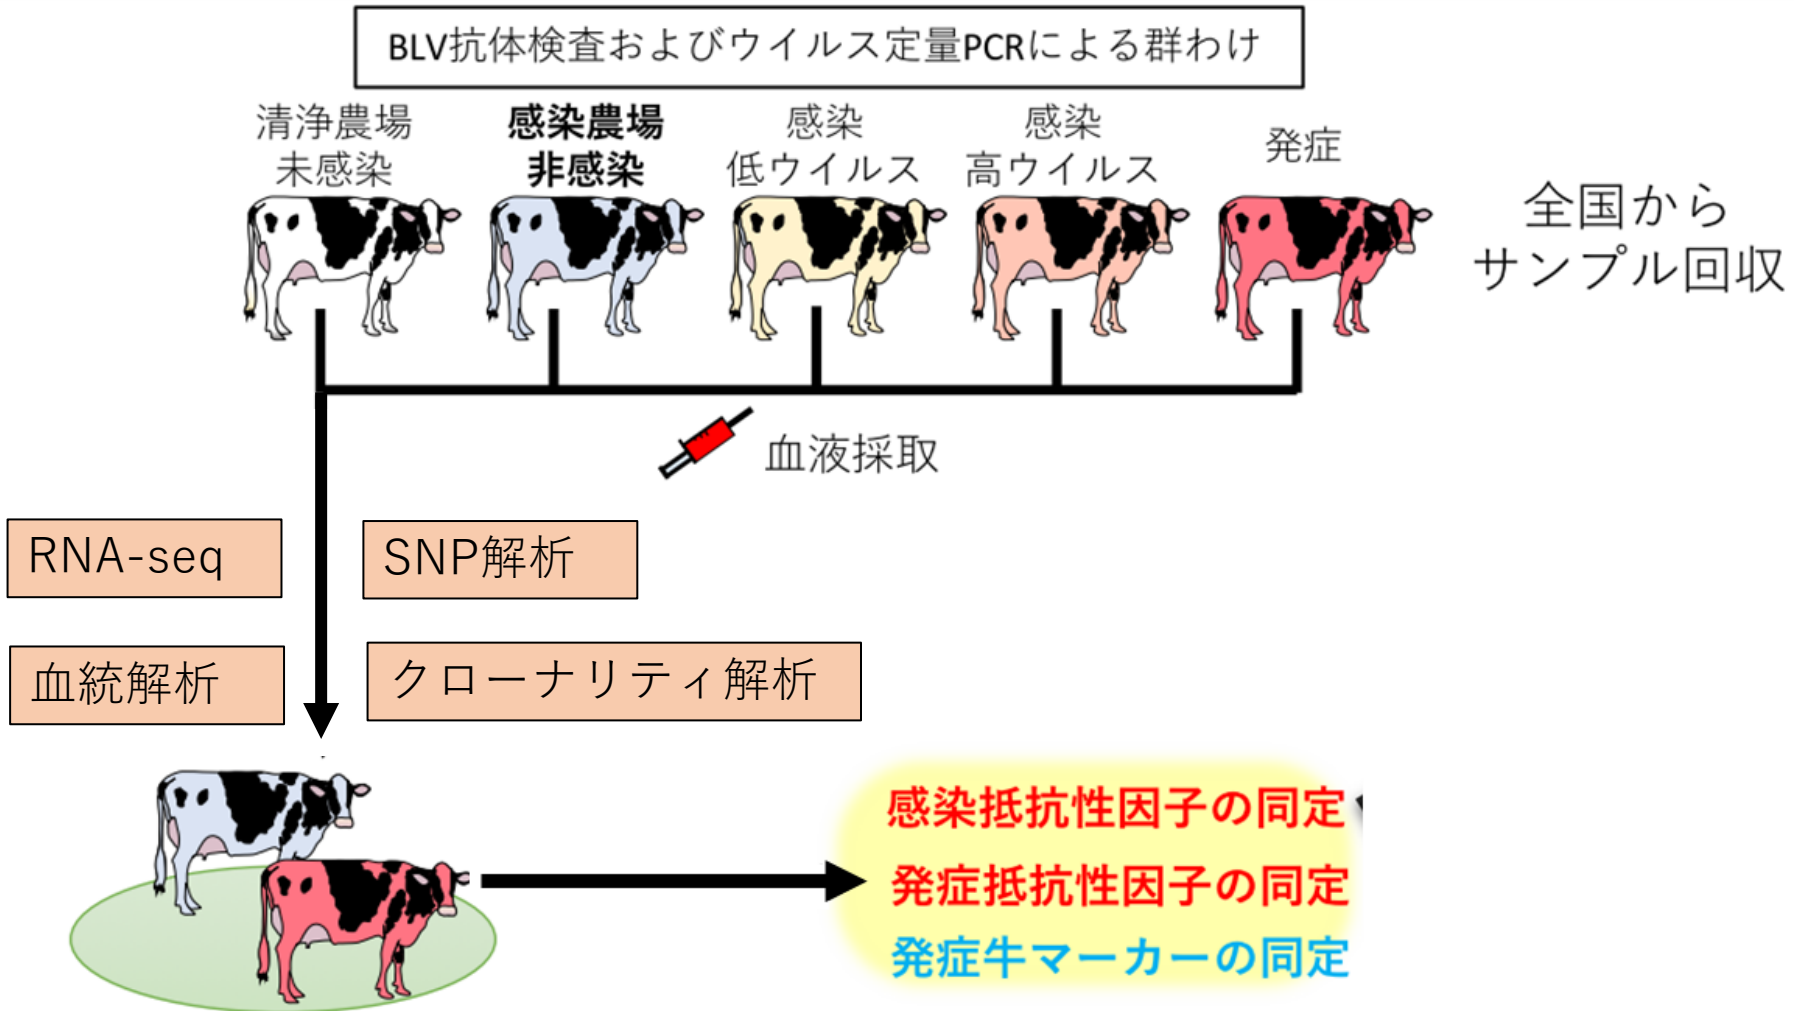 BLV抗体検査およびウイルス定量PCRによる群わけ
清浄農場
未感染
感染農場
非感染
感染
低ウイルス
感染
高ウイルス
発症
全国から
サンプル回収
血液採取
RNA-seq
SNP解析
血統解析
クローナリティ解析
感染抵抗性因子の同定
発症抵抗性因子の同定
発症牛マーカーの同定